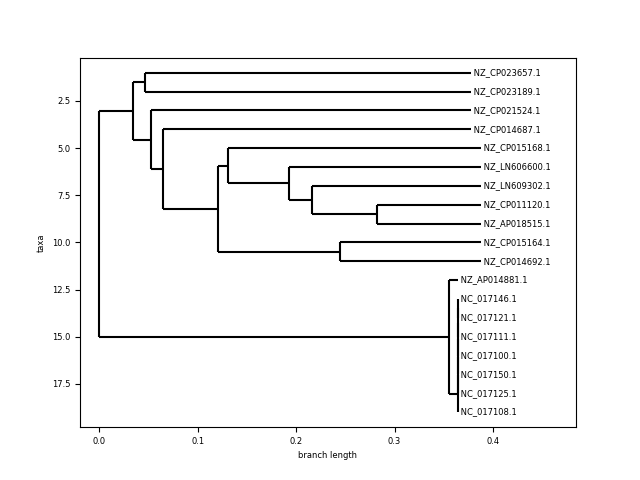 NZ_CP023657.1
NZ_CP023189.1
2.5
NZ_CP021524.1
NZ_CP014687.1
5.0
NZ_CP015168.1
NZ_LN606600.1
7.5
NZ_LN609302.1
NZ_CP011120.1
NZ_AP018515.1
10.0
NZ_CP015164.1
taxa
NZ_CP014692.1
NZ_AP014881.1
12.5
NC_017146.1
NC_017121.1
15.0
NC_017111.1
NC_017100.1
NC_017150.1
17.5
NC_017125.1
NC_017108.1
0.0 0.1 0.2 0.3 0.4
branch length